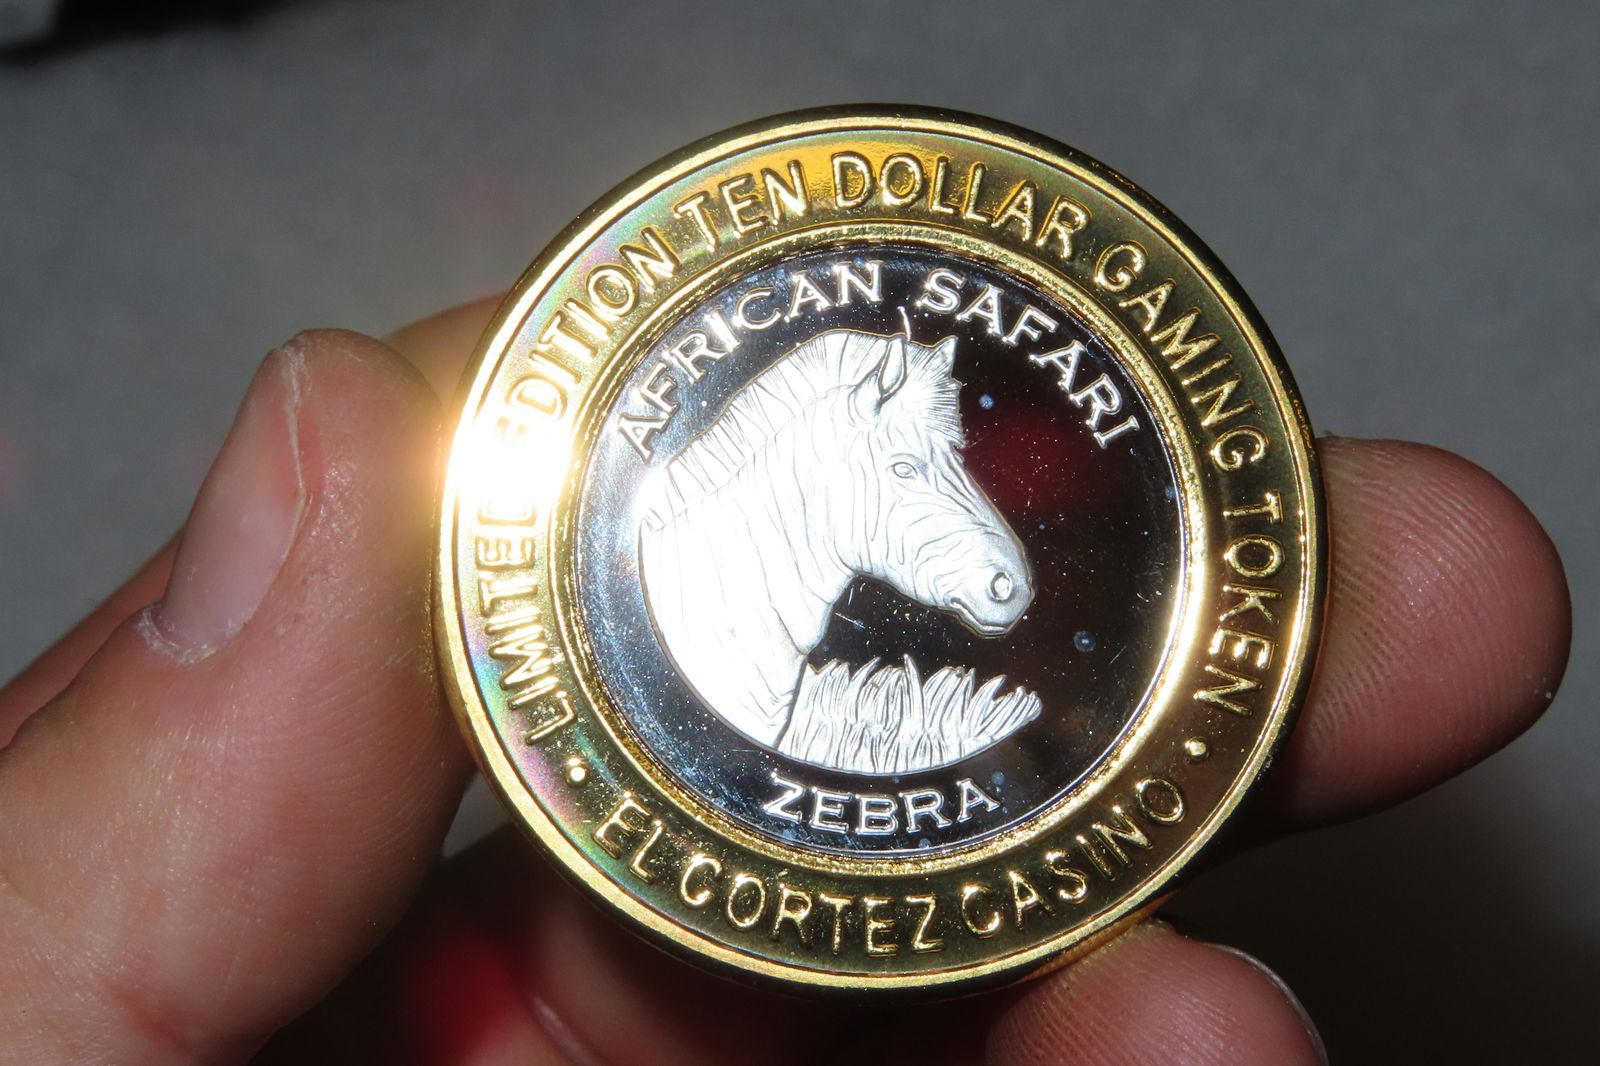 LIMITED EDITION TEN DOLLAR GAMING TOKEN
AFRICAN SAFARI
ZEBRA
• EL CORTEZ CASINO •